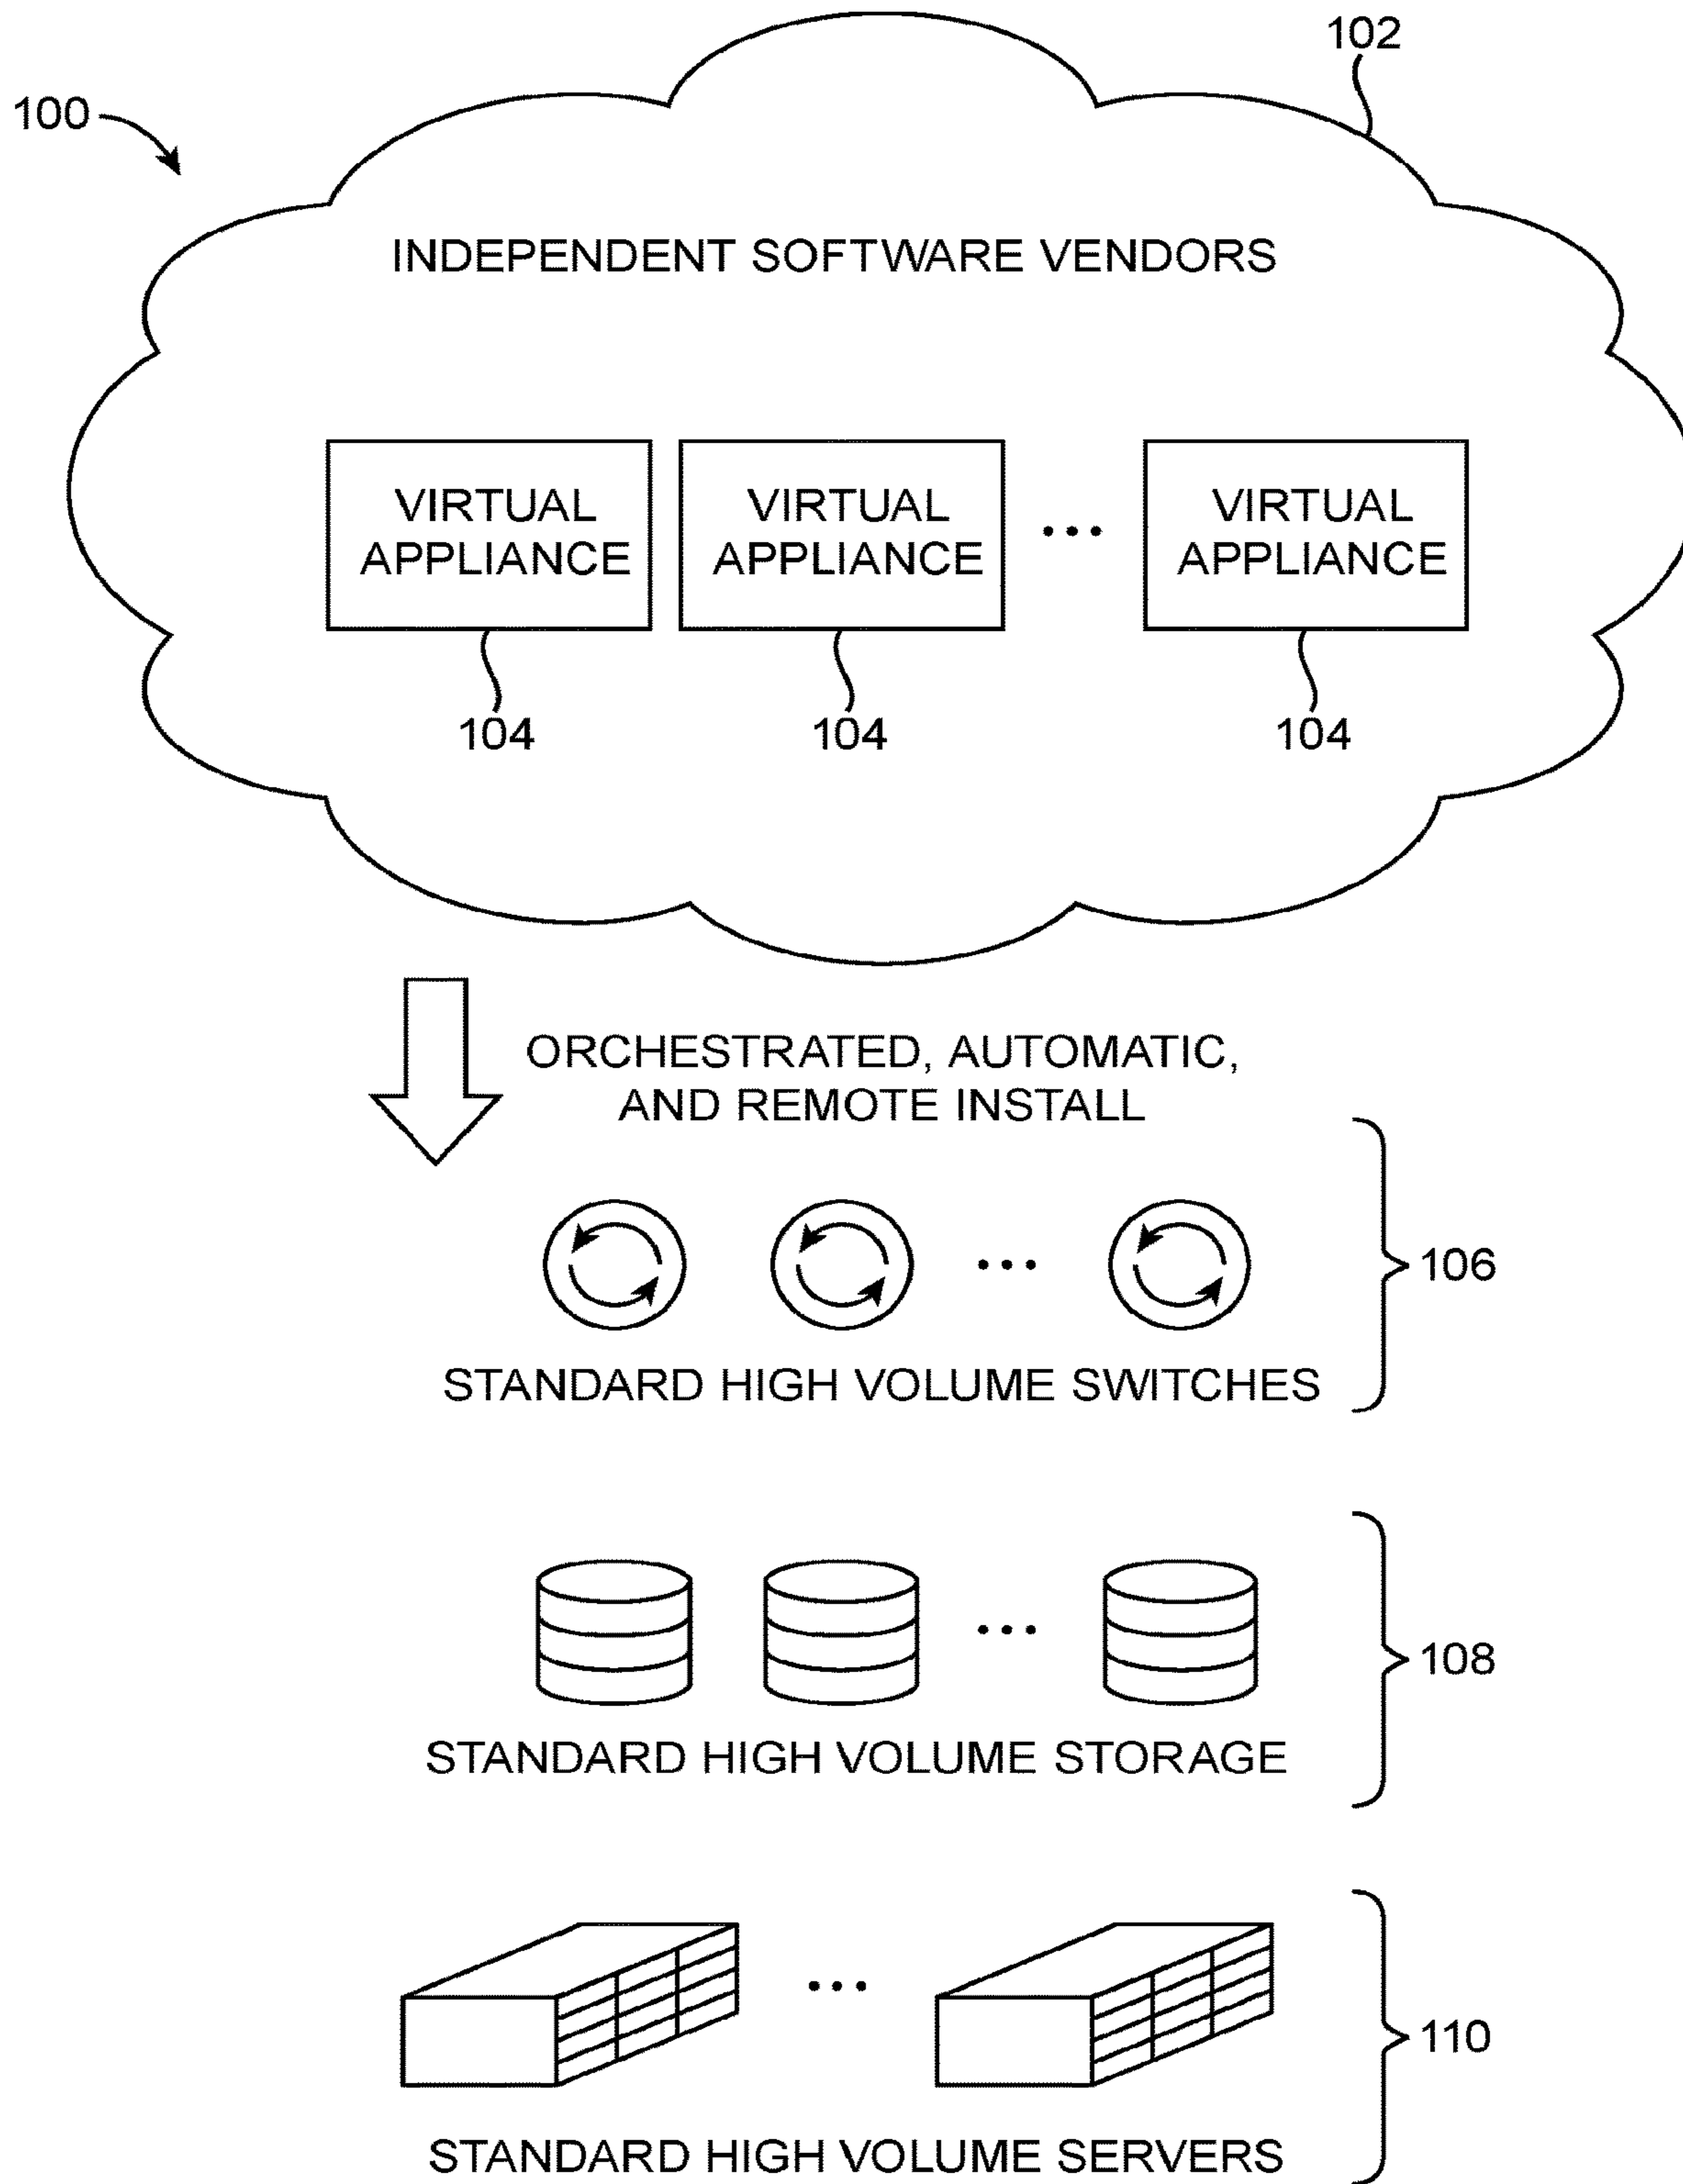 102
100
INDEPENDENT SOFTWARE VENDORS
VIRTUAL
APPLIANCE
VIRTUAL
APPLIANCE
...
VIRTUAL
APPLIANCE
104
104
104
ORCHESTRATED, AUTOMATIC,
AND REMOTE INSTALL
...
106
STANDARD HIGH VOLUME SWITCHES
...
108
STANDARD HIGH VOLUME STORAGE
...
110
STANDARD HIGH VOLUME SERVERS